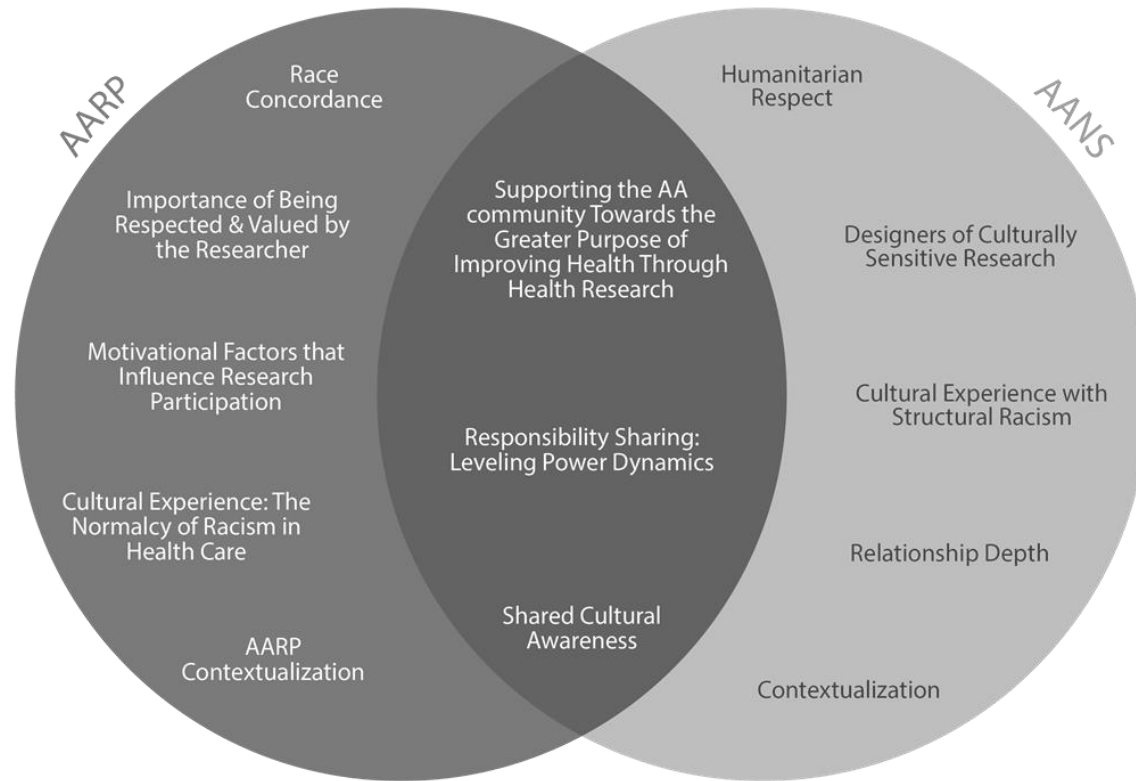 AARP
Race
Concordance
Importance of Being
Respected & Valued by
the Researcher
Motivational Factors that
Influence Research
Participation
Cultural Experience: The
Normalcy of Racism in
Health Care
AARP
Contextualization
Supporting the AA
community Towards the
Greater Purpose of
Improving Health Through
Health Research
Responsibility Sharing:
Leveling Power Dynamics
Shared Cultural
Awareness
AANS
Humanitarian
Respect
Designers of Culturally
Sensitive Research
Cultural Experience with
Structural Racism
Relationship Depth
Contextualization